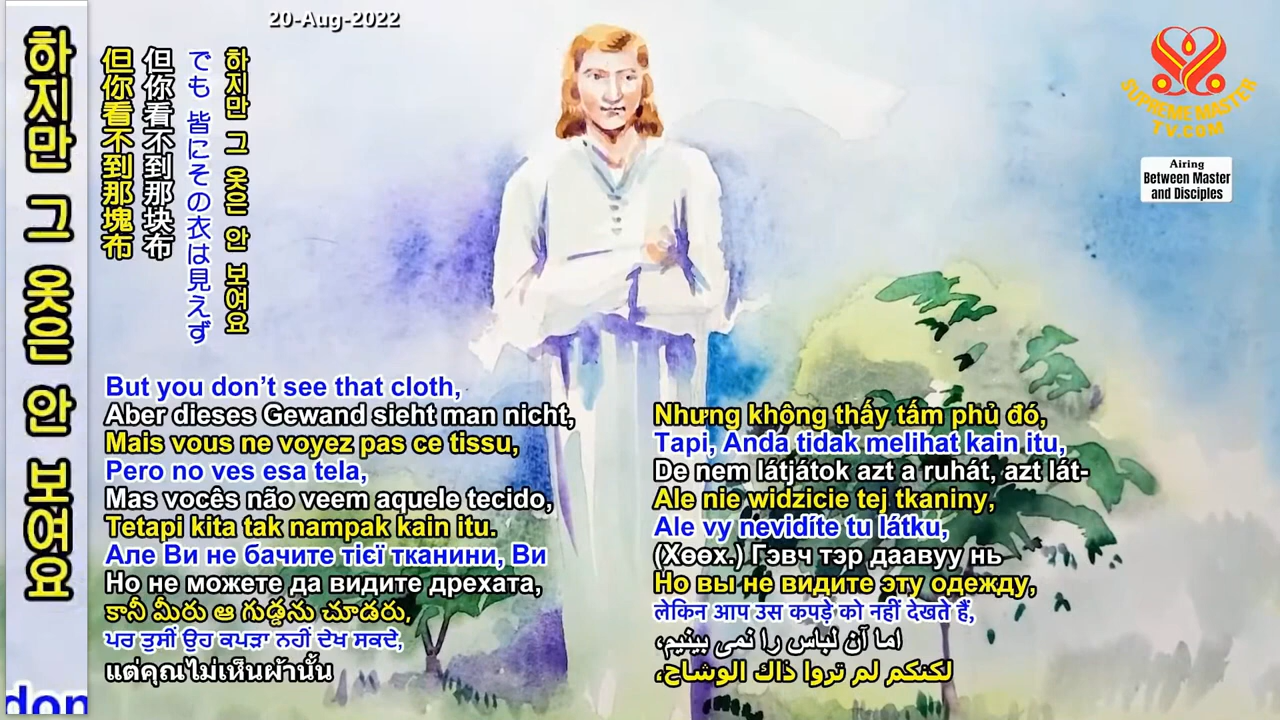 20-Aug-2022
하지만 그 옷은 안 보여요
하지만 그 옷은 안 보여요
でも 皆にその衣は見えず
但你看不到那块布
但你看不到那塊布
SUPREME MASTER
TV.COM
Airing
Between Master
and Disciples
But you don't see that cloth,
Aber dieses Gewand sieht man nicht,
Mais vous ne voyez pas ce tissu,
Pero no ves esa tela,
Mas vocês não veem aquele tecido,
Tetapi kita tak nampak kain itu.
Але Ви не бачите тієї тканини, Ви
Но не можете да видите дрехата,
కానీ మీరు ఆ గుడ్డను చూడరు,
ਪਰ ਤੁਸੀਂ ਉਹ ਕਪੜਾ ਨਹੀਂ ਦੇਖ ਸਕਦੇ,
แต่คุณไม่เห็นผ้านั้น
Nhưng không thấy tấm phủ đó,
Tapi, Anda tidak melihat kain itu,
De nem látjátok azt a ruhát, azt lát-
Ale nie widzicie tej tkaniny,
Ale vy nevidíte tu látku,
(Хөөх.) Гэвч тэр даавуу нь
Но вы не видите эту одежду,
लेकिन आप उस कपड़े को नहीं देखते हैं,
اما آن لباس را نمی بینیم،
لكنكم لم تروا ذاك الوشاح،
don